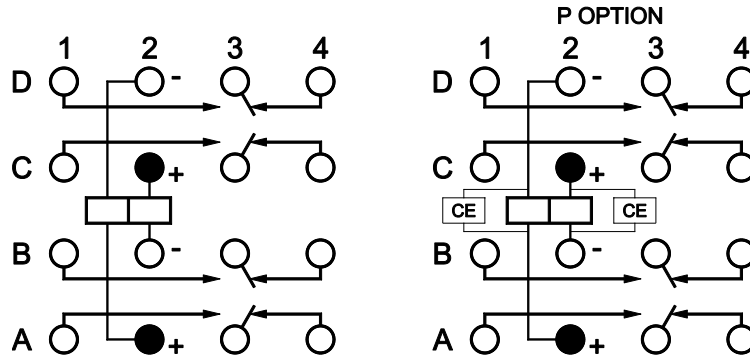 P OPTION
1 2 3 4 1 2 3 4
D - D -
C + C +
CE CE
B - B -
A + A +